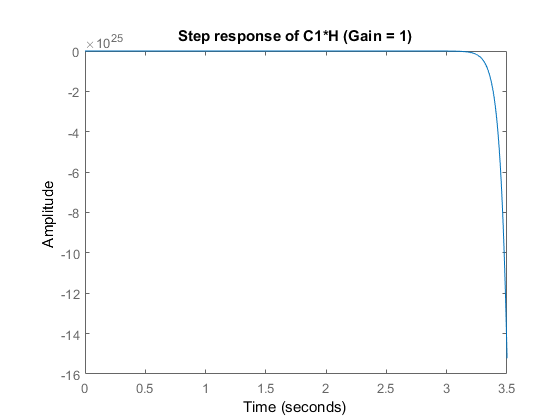 Step response of C1*H (Gain = 1)
×10^25
0
-2
-4
-6
-8
-10
-12
-14
-16
Amplitude
0 0.5 1 1.5 2 2.5 3 3.5
Time (seconds)